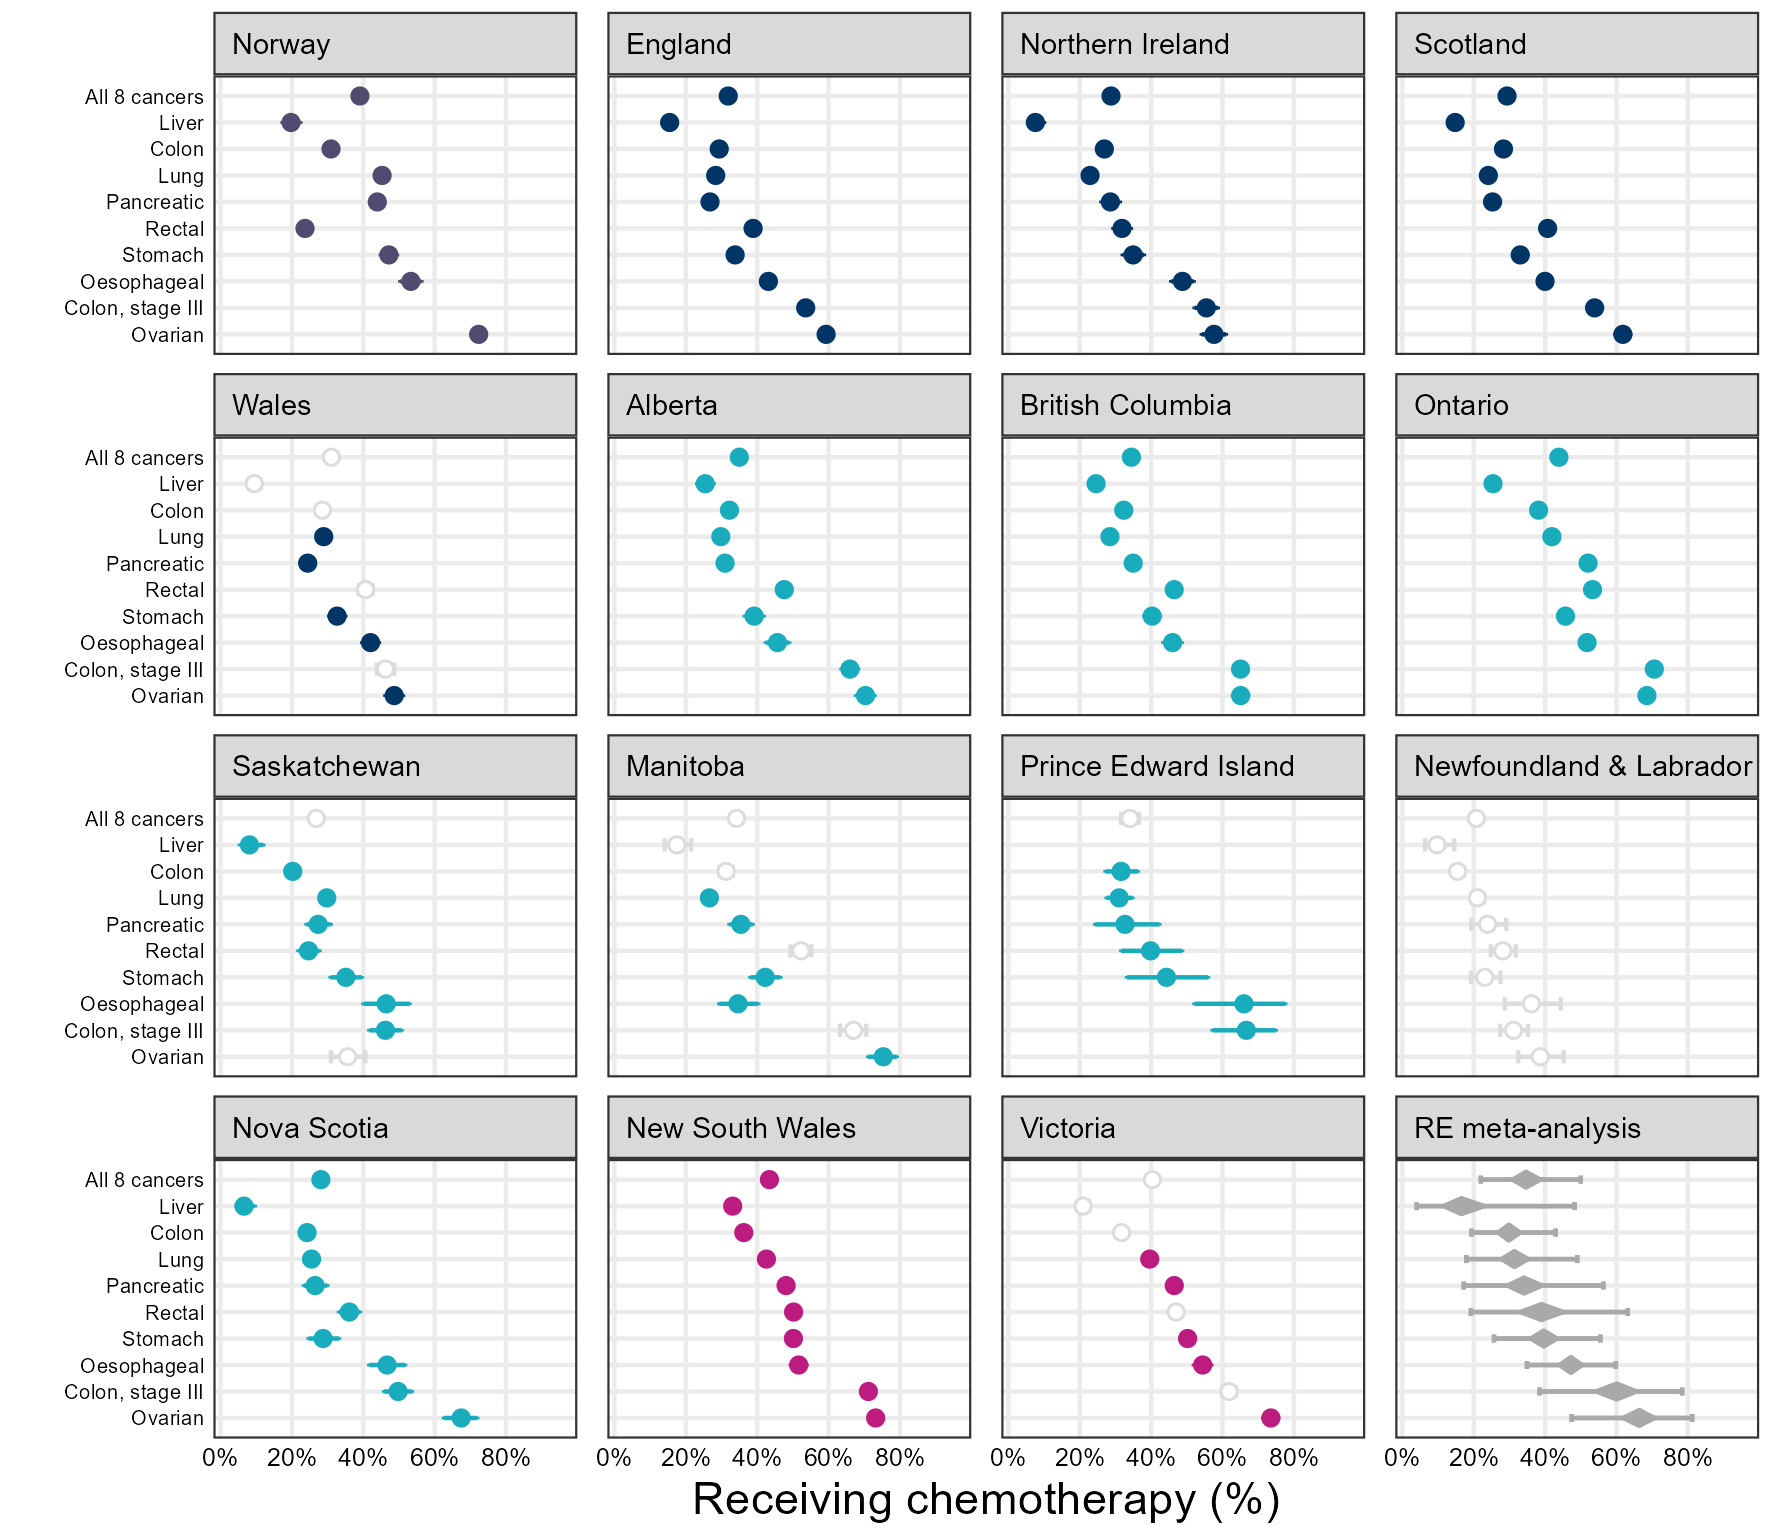 Norway
England
Northern Ireland
Scotland
All 8 cancers
Liver
Colon
Lung
Pancreatic
Rectal
Stomach
Oesophageal
Colon, stage III
Ovarian
Wales
Alberta
British Columbia
Ontario
All 8 cancers
Liver
Colon
Lung
Pancreatic
Rectal
Stomach
Oesophageal
Colon, stage III
Ovarian
Saskatchewan
Manitoba
Prince Edward Island
Newfoundland & Labrador
All 8 cancers
Liver
Colon
Lung
Pancreatic
Rectal
Stomach
Oesophageal
Colon, stage III
Ovarian
Nova Scotia
New South Wales
Victoria
RE meta-analysis
All 8 cancers
Liver
Colon
Lung
Pancreatic
Rectal
Stomach
Oesophageal
Colon, stage III
Ovarian
0% 20% 40% 60% 80% 0% 20% 40% 60% 80% 0% 20% 40% 60% 80% 0% 20% 40% 60% 80%
Receiving chemotherapy (%)